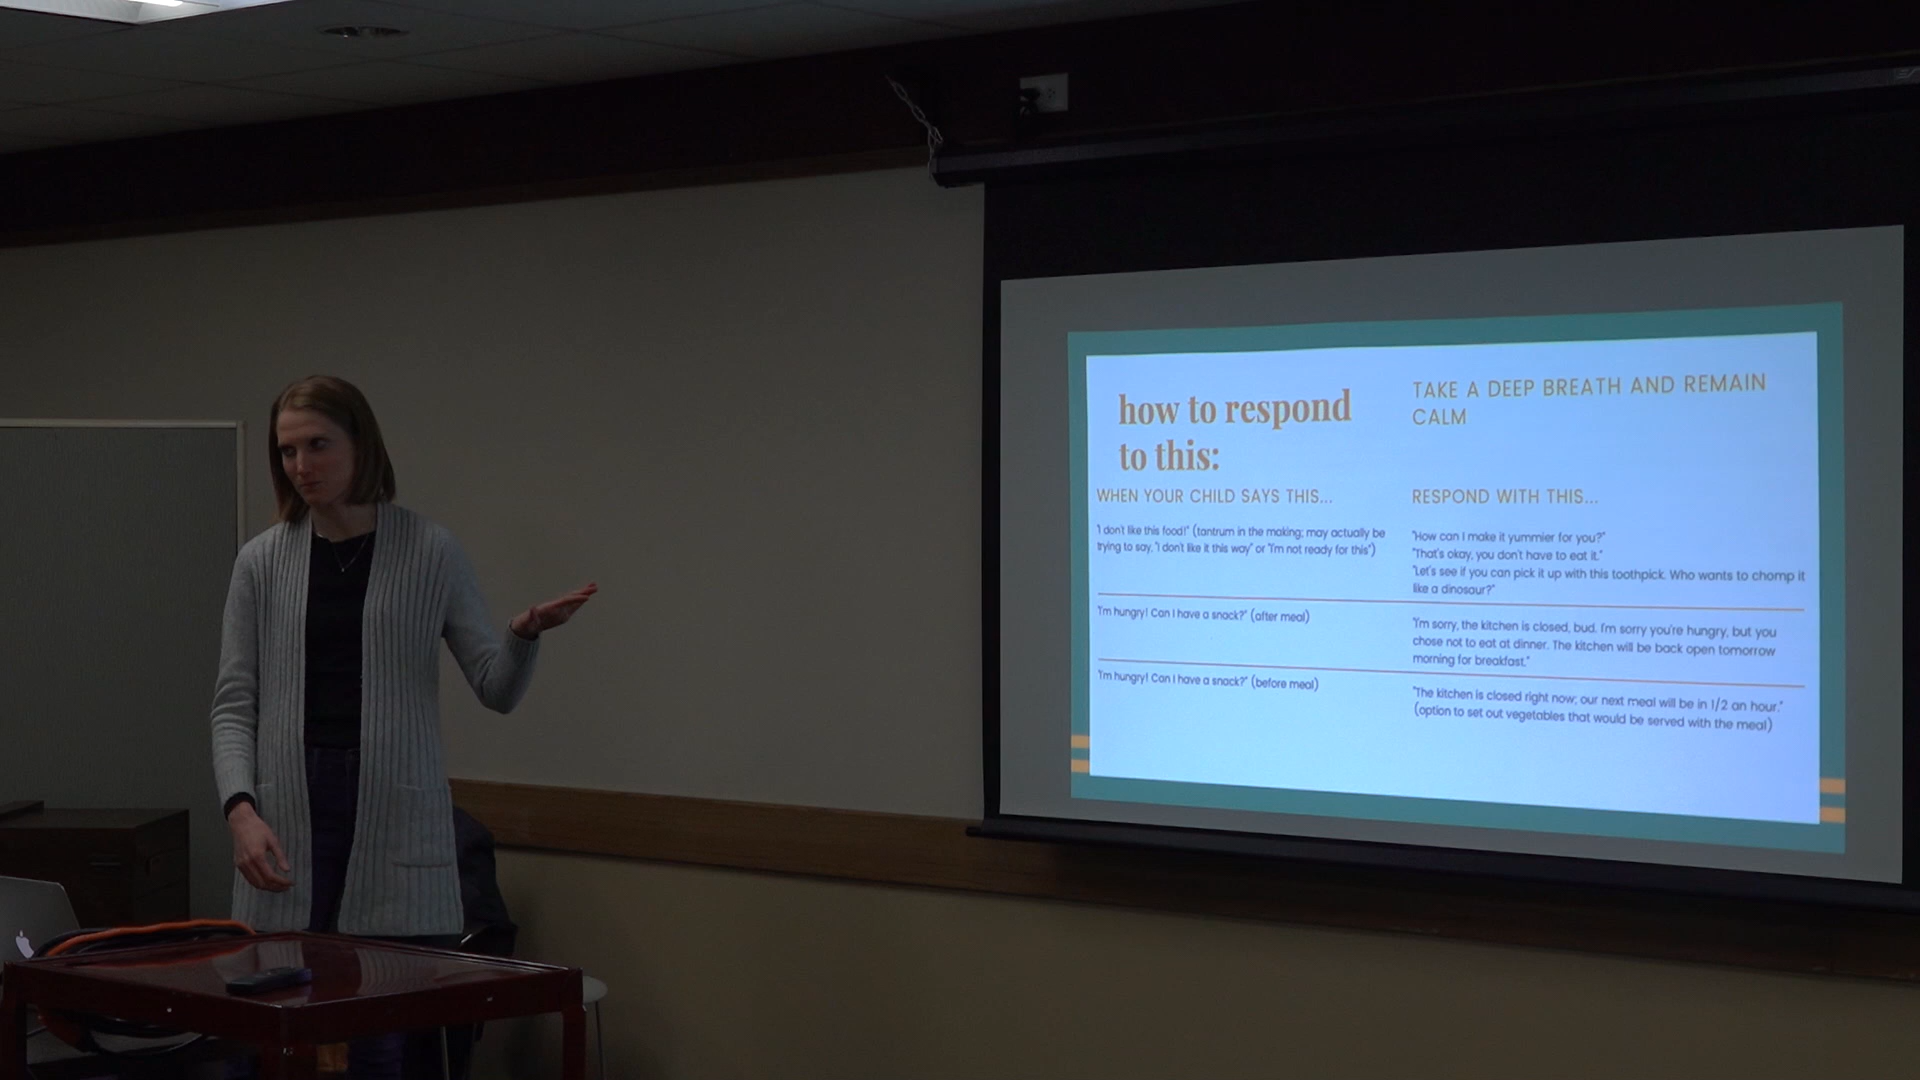 how to respond
to this:
TAKE A DEEP BREATH AND REMAIN
CALM
WHEN YOUR CHILD SAYS THIS...
RESPOND WITH THIS...
"I don't like this food!" (tantrum in the making; may actually be
trying to say, "I don't like it this way" or "I'm not ready for this")
"How can I make it yummier for you?"
"That's okay, you don't have to eat it."
"Let's see if you can pick it up with this toothpick. Who wants to chomp it
like a dinosaur?"
"I'm hungry! Can I have a snack?" (after meal)
"I'm sorry, the kitchen is closed, bud. I'm sorry you're hungry, but you
chose not to eat at dinner. The kitchen will be back open tomorrow
morning for breakfast."
"I'm hungry! Can I have a snack?" (before meal)
"The kitchen is closed right now; our next meal will be in 1/2 an hour."
(option to set out vegetables that would be served with the meal)